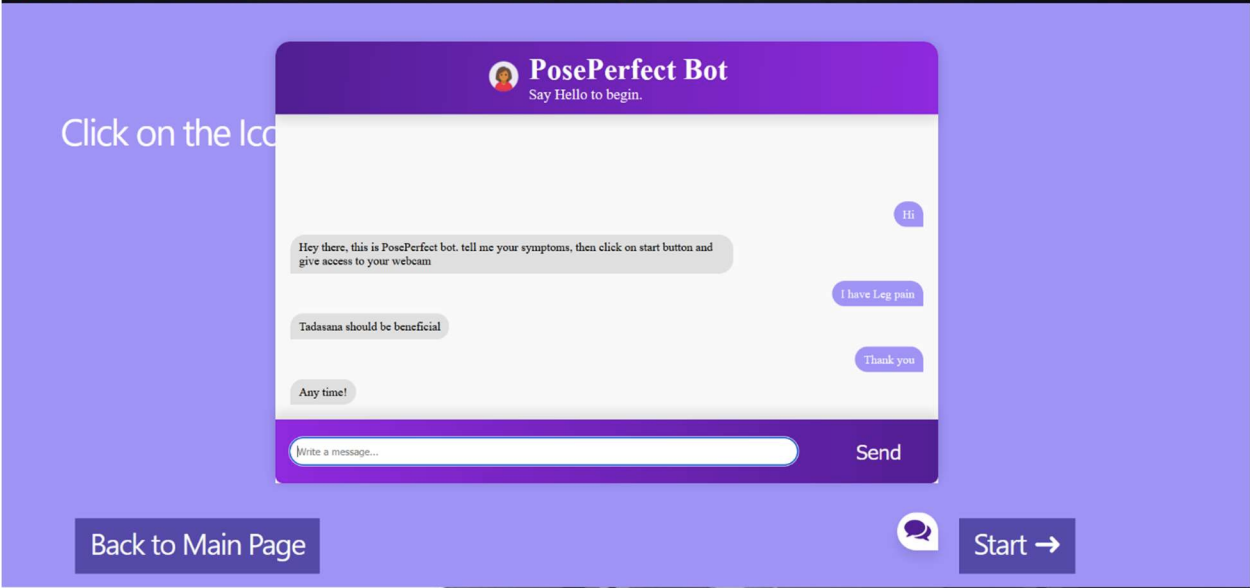 PosePerfect Bot
Say Hello to begin.
Click on the Ico
Hi
Hey there, this is PosePerfect bot. tell me your symptoms, then click on start button and
give access to your webcam
I have Leg pain
Tadasana should be beneficial
Thank you
Any time!
Write a message...
Send
Back to Main Page
Start →